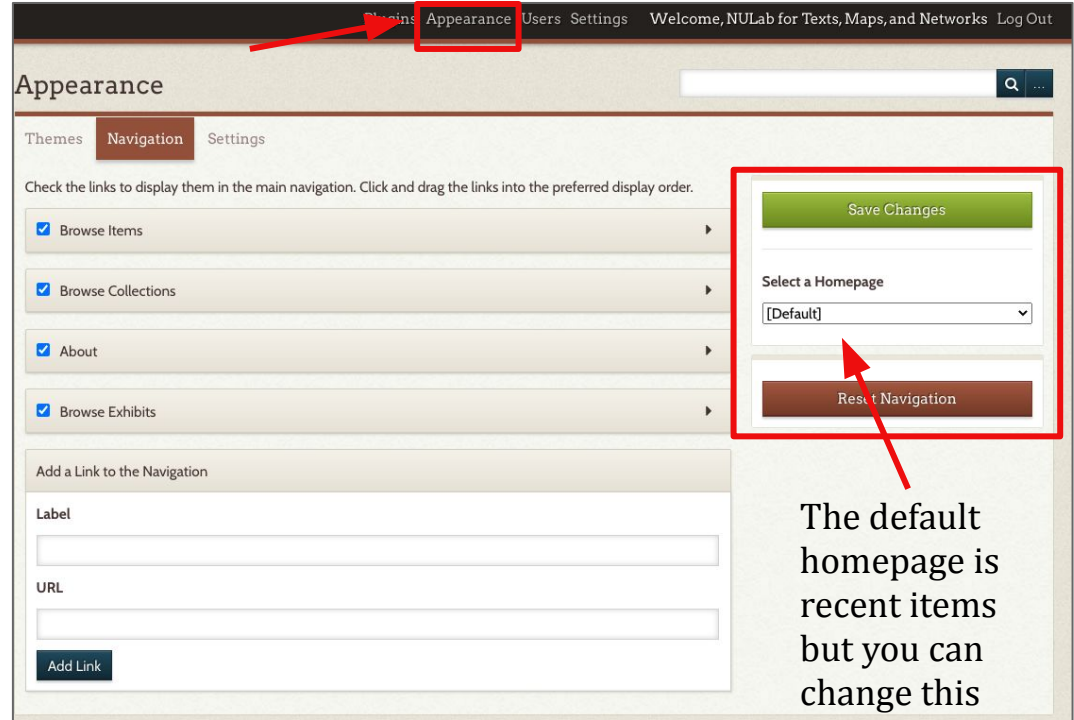 Plugins Appearance Users Settings Welcome, NULab for Texts, Maps, and Networks Log Out
Appearance
...
Themes Navigation Settings
Check the links to display them in the main navigation. Click and drag the links into the preferred display order.
Browse Items
Browse Collections
About
Browse Exhibits
Add a Link to the Navigation
Label
URL
Add Link
Save Changes
Select a Homepage
[Default]
Reset Navigation
The default
homepage is
recent items
but you can
change this